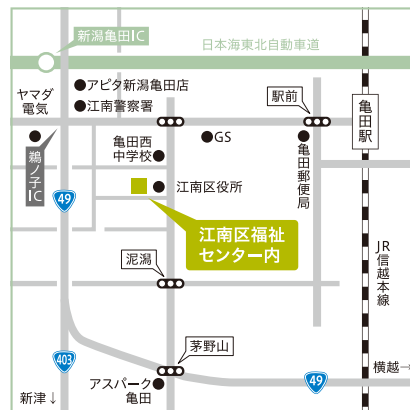 新潟亀田IC
日本海東北自動車道
アピタ新潟亀田店
江南警察署
ヤマダ
電気
駅前
亀田駅
亀田西
中学校
GS
亀田郵便局
鵜ノ子IC
江南区役所
49
江南区福祉
センター内
泥潟
JR信越本線
茅野山
403
横越→
アスパーク
亀田
49
新津↓